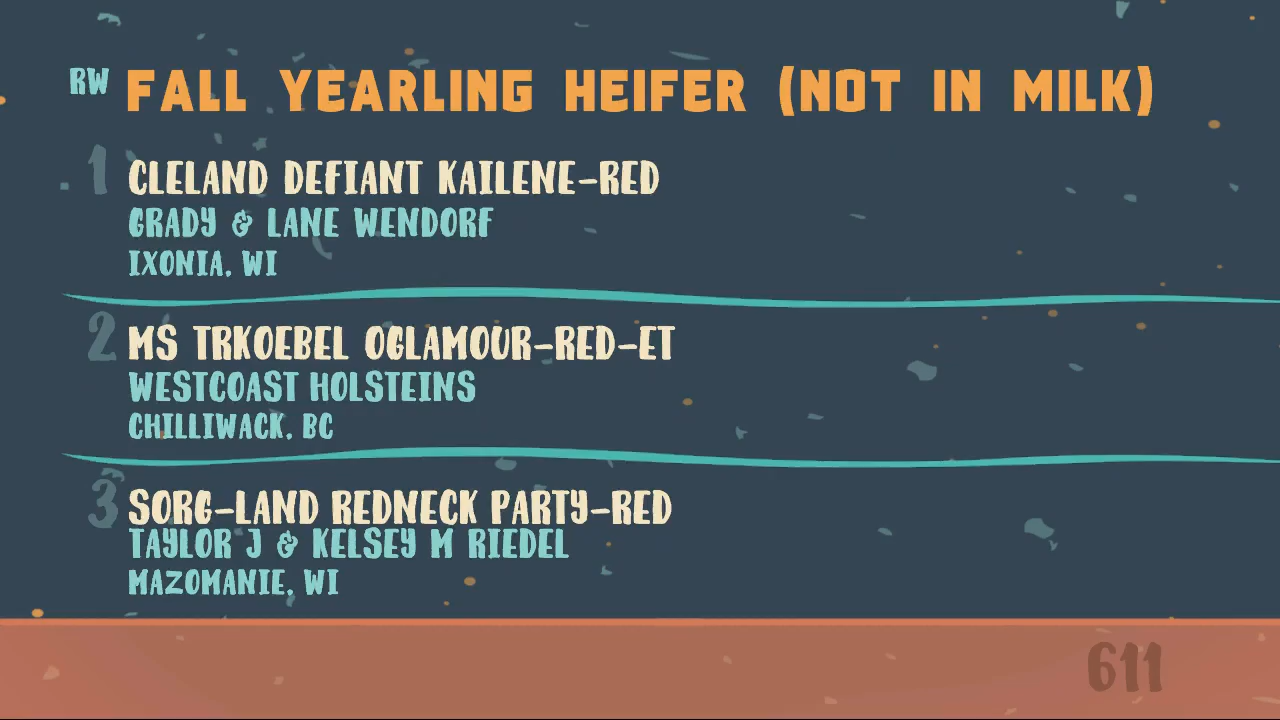 RW FALL YEARLING HEIFER (NOT IN MILK)
1 CLELAND DEFIANT KAILENE-RED
GRADY & LANE WENDORF
IXONIA, WI
2 MS TRKOEBEL OGLAMOUR-RED-ET
WESTCOAST HOLSTEINS
CHILLIWACK, BC
3 SORG-LAND REDNECK PARTY-RED
TAYLOR J & KELSEY M RIEDEL
MAZOMANIE, WI
611